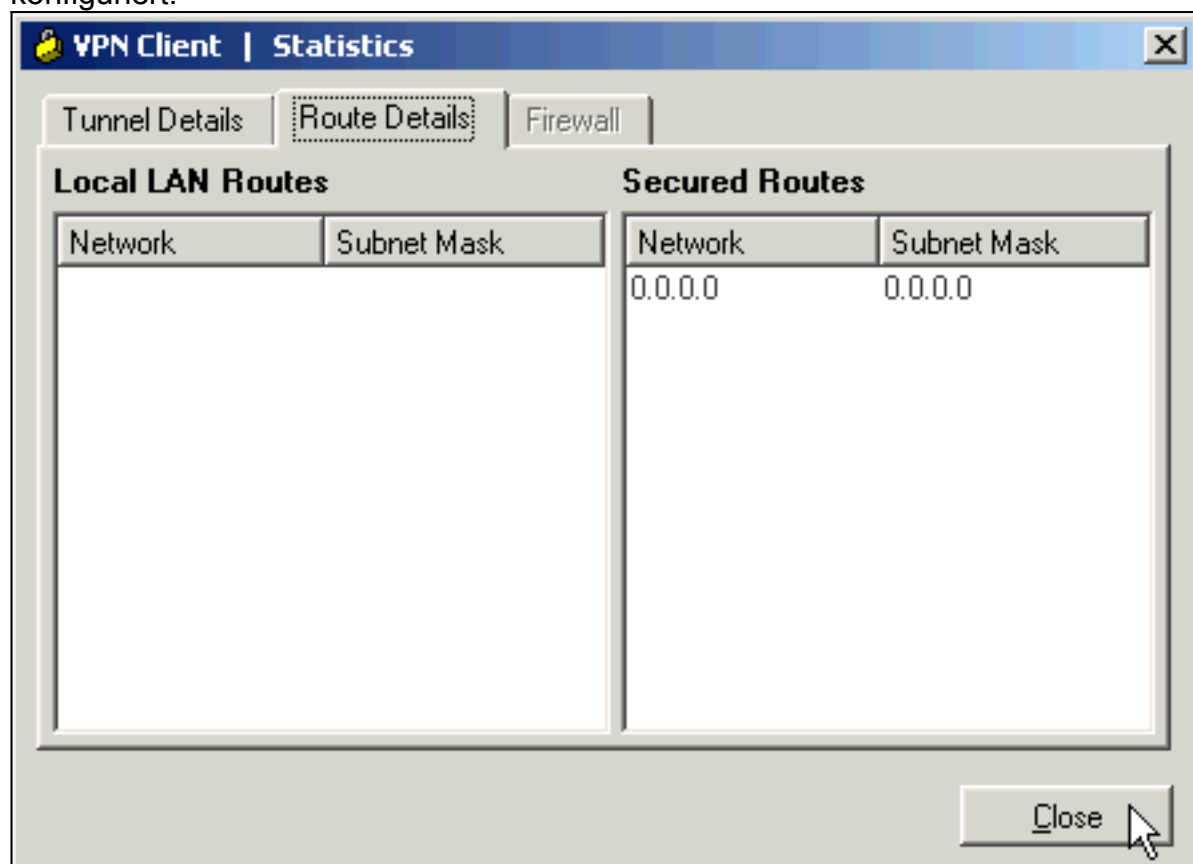 konfiguriert.
VPN Client | Statistics
Tunnel Details Route Details Firewall
Local LAN Routes Secured Routes
Network Subnet Mask Network Subnet Mask
0.0.0.0 0.0.0.0
Close